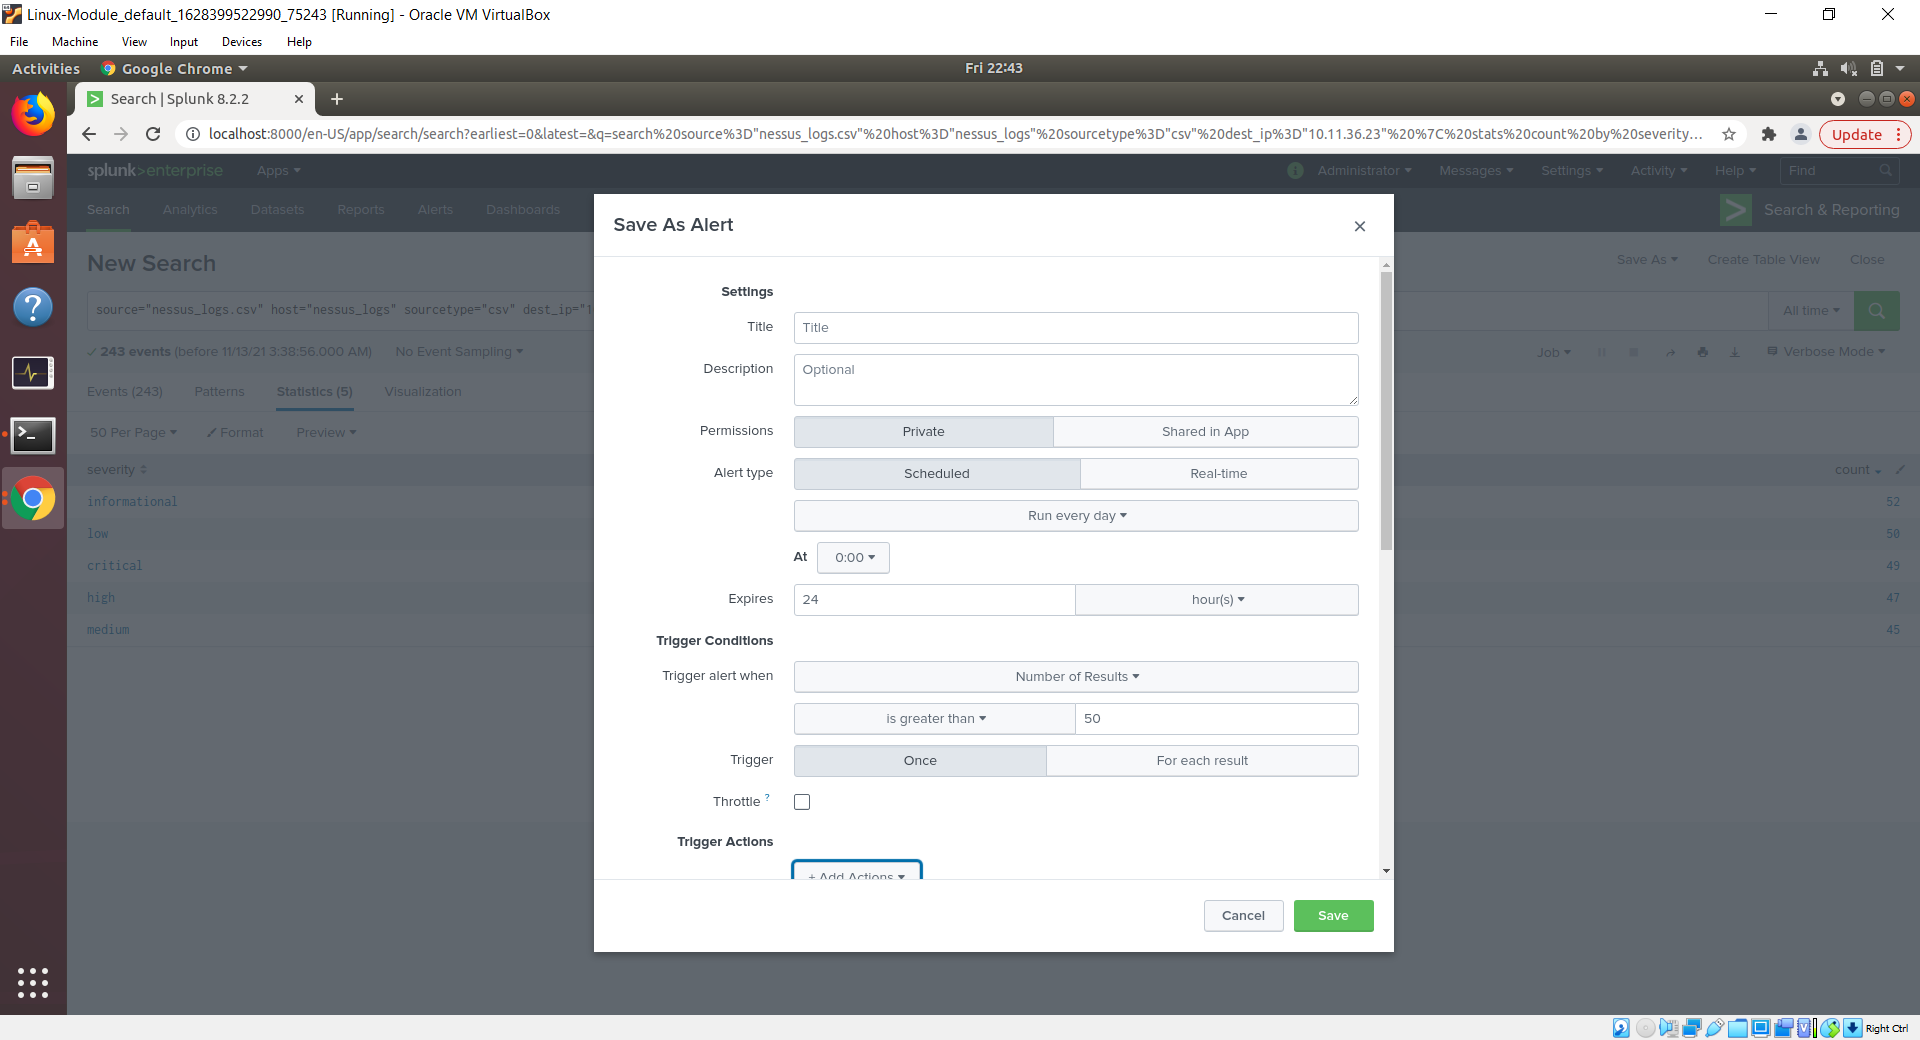 Linux-Module_default_1628399522990_75243 [Running] - Oracle VM VirtualBox
File Machine View Input Devices Help
Activities Google Chrome Fri 22:43
Search | Splunk 8.2.2
localhost:8000/en-US/app/search/search?earliest=0&latest=&q=search%20source%3D"nessus_logs.csv"%20host%3D"nessus_logs"%20sourcetype%3D"csv"%20dest_ip%3D"10.11.36.23"%20%7C%20stats%20count%20by%20severity... Update
splunk>enterprise Apps Administrator Messages Settings Activity Help Find
Search Analytics Datasets Reports Alerts Dashboards Search & Reporting
Save As Alert
New Search Save As Create Table View Close
source="nessus_logs.csv" host="nessus_logs" sourcetype="csv" dest_ip="1 All time
✓ 243 events (before 11/13/21 3:38:56.000 AM) No Event Sampling Job Verbose Mode
Events (243) Patterns Statistics (5) Visualization
50 Per Page Format Preview
severity count
informational 52
low 50
critical 49
high 47
medium 45
Settings
Title Title
Description Optional
Permissions Private Shared in App
Alert type Scheduled Real-time
Run every day
At 0:00
Expires 24 hour(s)
Trigger Conditions
Trigger alert when Number of Results
is greater than 50
Trigger Once For each result
Throttle ?
Trigger Actions
+ Add Actions
Cancel Save
Right Ctrl